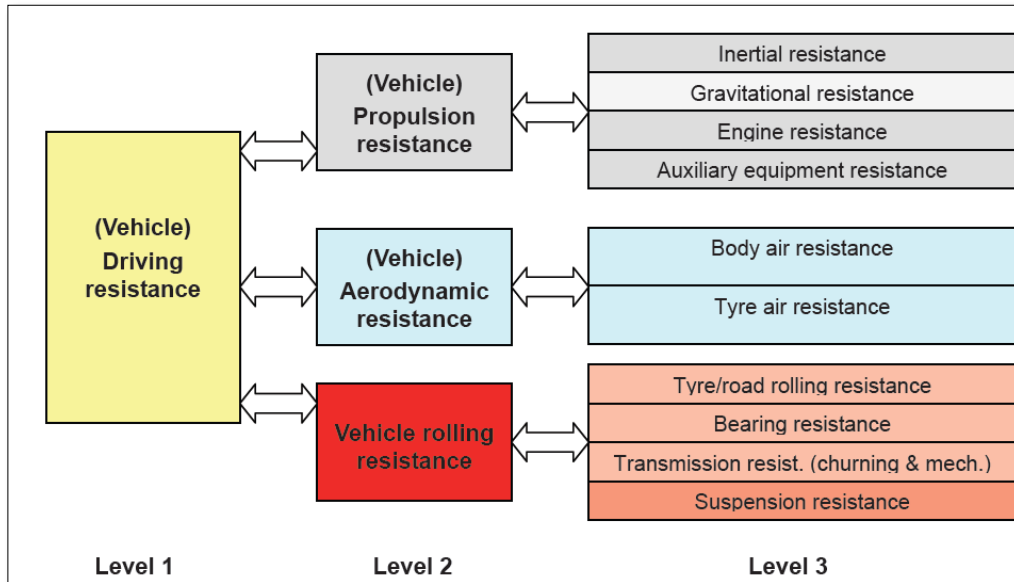 (Vehicle)
Driving
resistance
(Vehicle)
Propulsion
resistance
Inertial resistance
Gravitational resistance
Engine resistance
Auxiliary equipment resistance
(Vehicle)
Aerodynamic
resistance
Body air resistance
Tyre air resistance
Vehicle rolling
resistance
Tyre/road rolling resistance
Bearing resistance
Transmission resist. (churning & mech.)
Suspension resistance
Level 1
Level 2
Level 3